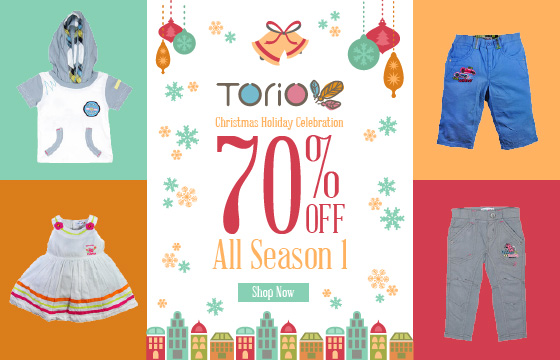 TORIO
Christmas Holiday Celebration
70% OFF
All Season 1
Shop Now